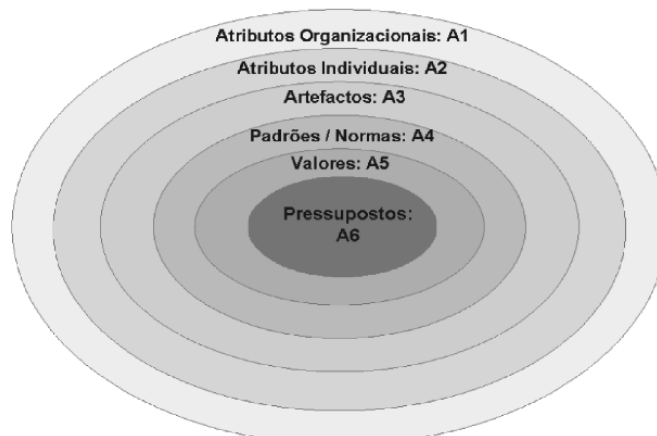 Atributos Organizacionais: A1
Atributos Individuais: A2
Artefactos: A3
Padrões / Normas: A4
Valores: A5
Pressupostos:
A6